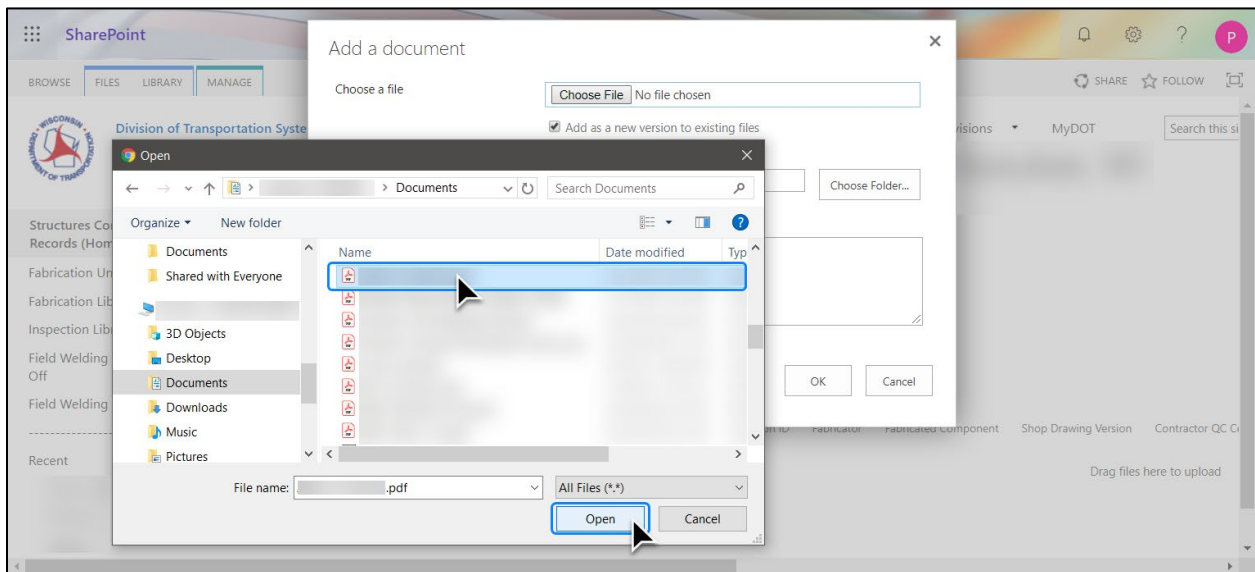 SharePoint
P
BROWSE FILES LIBRARY MANAGE
SHARE FOLLOW
WISCONSIN
Division of Transportation Syste
visions MyDOT
Search this si
Structures Co
Records (Hom
Fabrication Un
Fabrication Lib
Inspection Lib
Field Welding
Off
Field Welding
--------------
Recent
Add a document
Choose a file
Choose File No file chosen
Add as a new version to existing files
Choose Folder...
OK Cancel
Open
Documents
Search Documents
Organize New folder
Documents
Shared with Everyone
3D Objects
Desktop
Documents
Downloads
Music
Pictures
Name Date modified Typ
File name: .pdf
All Files (*.*)
Open Cancel
Fabricator Fabricated Component Shop Drawing Version Contractor QC Ce
Drag files here to upload